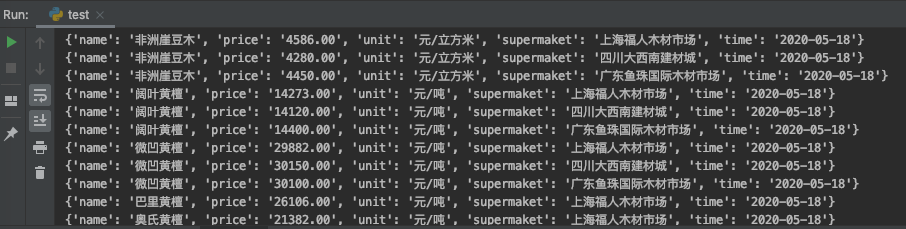 Run: test
{'name': '非洲崖豆木', 'price': '4586.00', 'unit': '元/立方米', 'supermaket': '上海福人木材市场', 'time': '2020-05-18'}
{'name': '非洲崖豆木', 'price': '4280.00', 'unit': '元/立方米', 'supermaket': '四川大西南建材城', 'time': '2020-05-18'}
{'name': '非洲崖豆木', 'price': '4450.00', 'unit': '元/立方米', 'supermaket': '广东鱼珠国际木材市场', 'time': '2020-05-18'}
{'name': '阔叶黄檀', 'price': '14273.00', 'unit': '元/吨', 'supermaket': '上海福人木材市场', 'time': '2020-05-18'}
{'name': '阔叶黄檀', 'price': '14120.00', 'unit': '元/吨', 'supermaket': '四川大西南建材城', 'time': '2020-05-18'}
{'name': '阔叶黄檀', 'price': '14400.00', 'unit': '元/吨', 'supermaket': '广东鱼珠国际木材市场', 'time': '2020-05-18'}
{'name': '微凹黄檀', 'price': '29882.00', 'unit': '元/吨', 'supermaket': '上海福人木材市场', 'time': '2020-05-18'}
{'name': '微凹黄檀', 'price': '30150.00', 'unit': '元/吨', 'supermaket': '四川大西南建材城', 'time': '2020-05-18'}
{'name': '微凹黄檀', 'price': '30100.00', 'unit': '元/吨', 'supermaket': '广东鱼珠国际木材市场', 'time': '2020-05-18'}
{'name': '巴里黄檀', 'price': '26106.00', 'unit': '元/吨', 'supermaket': '上海福人木材市场', 'time': '2020-05-18'}
{'name': '奥氏黄檀', 'price': '21382.00', 'unit': '元/吨', 'supermaket': '上海福人木材市场', 'time': '2020-05-18'}